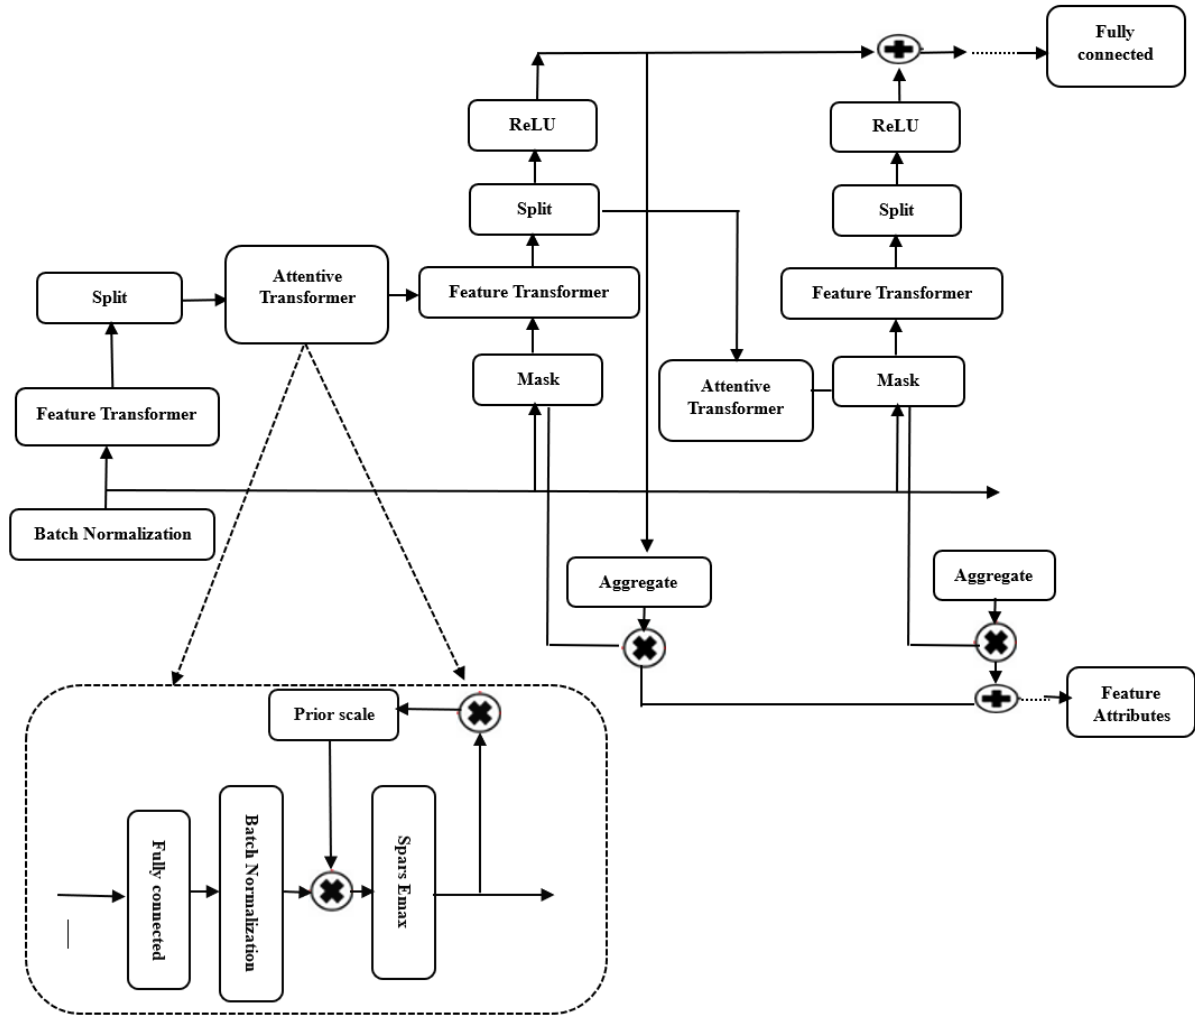 Fully
connected
ReLU
ReLU
Split
Split
Attentive
Transformer
Split
Feature Transformer
Feature Transformer
Mask
Attentive
Transformer
Mask
Feature Transformer
Batch Normalization
Aggregate
Aggregate
Prior scale
Feature
Attributes
Fully connected
Batch Normalization
Spars Emax